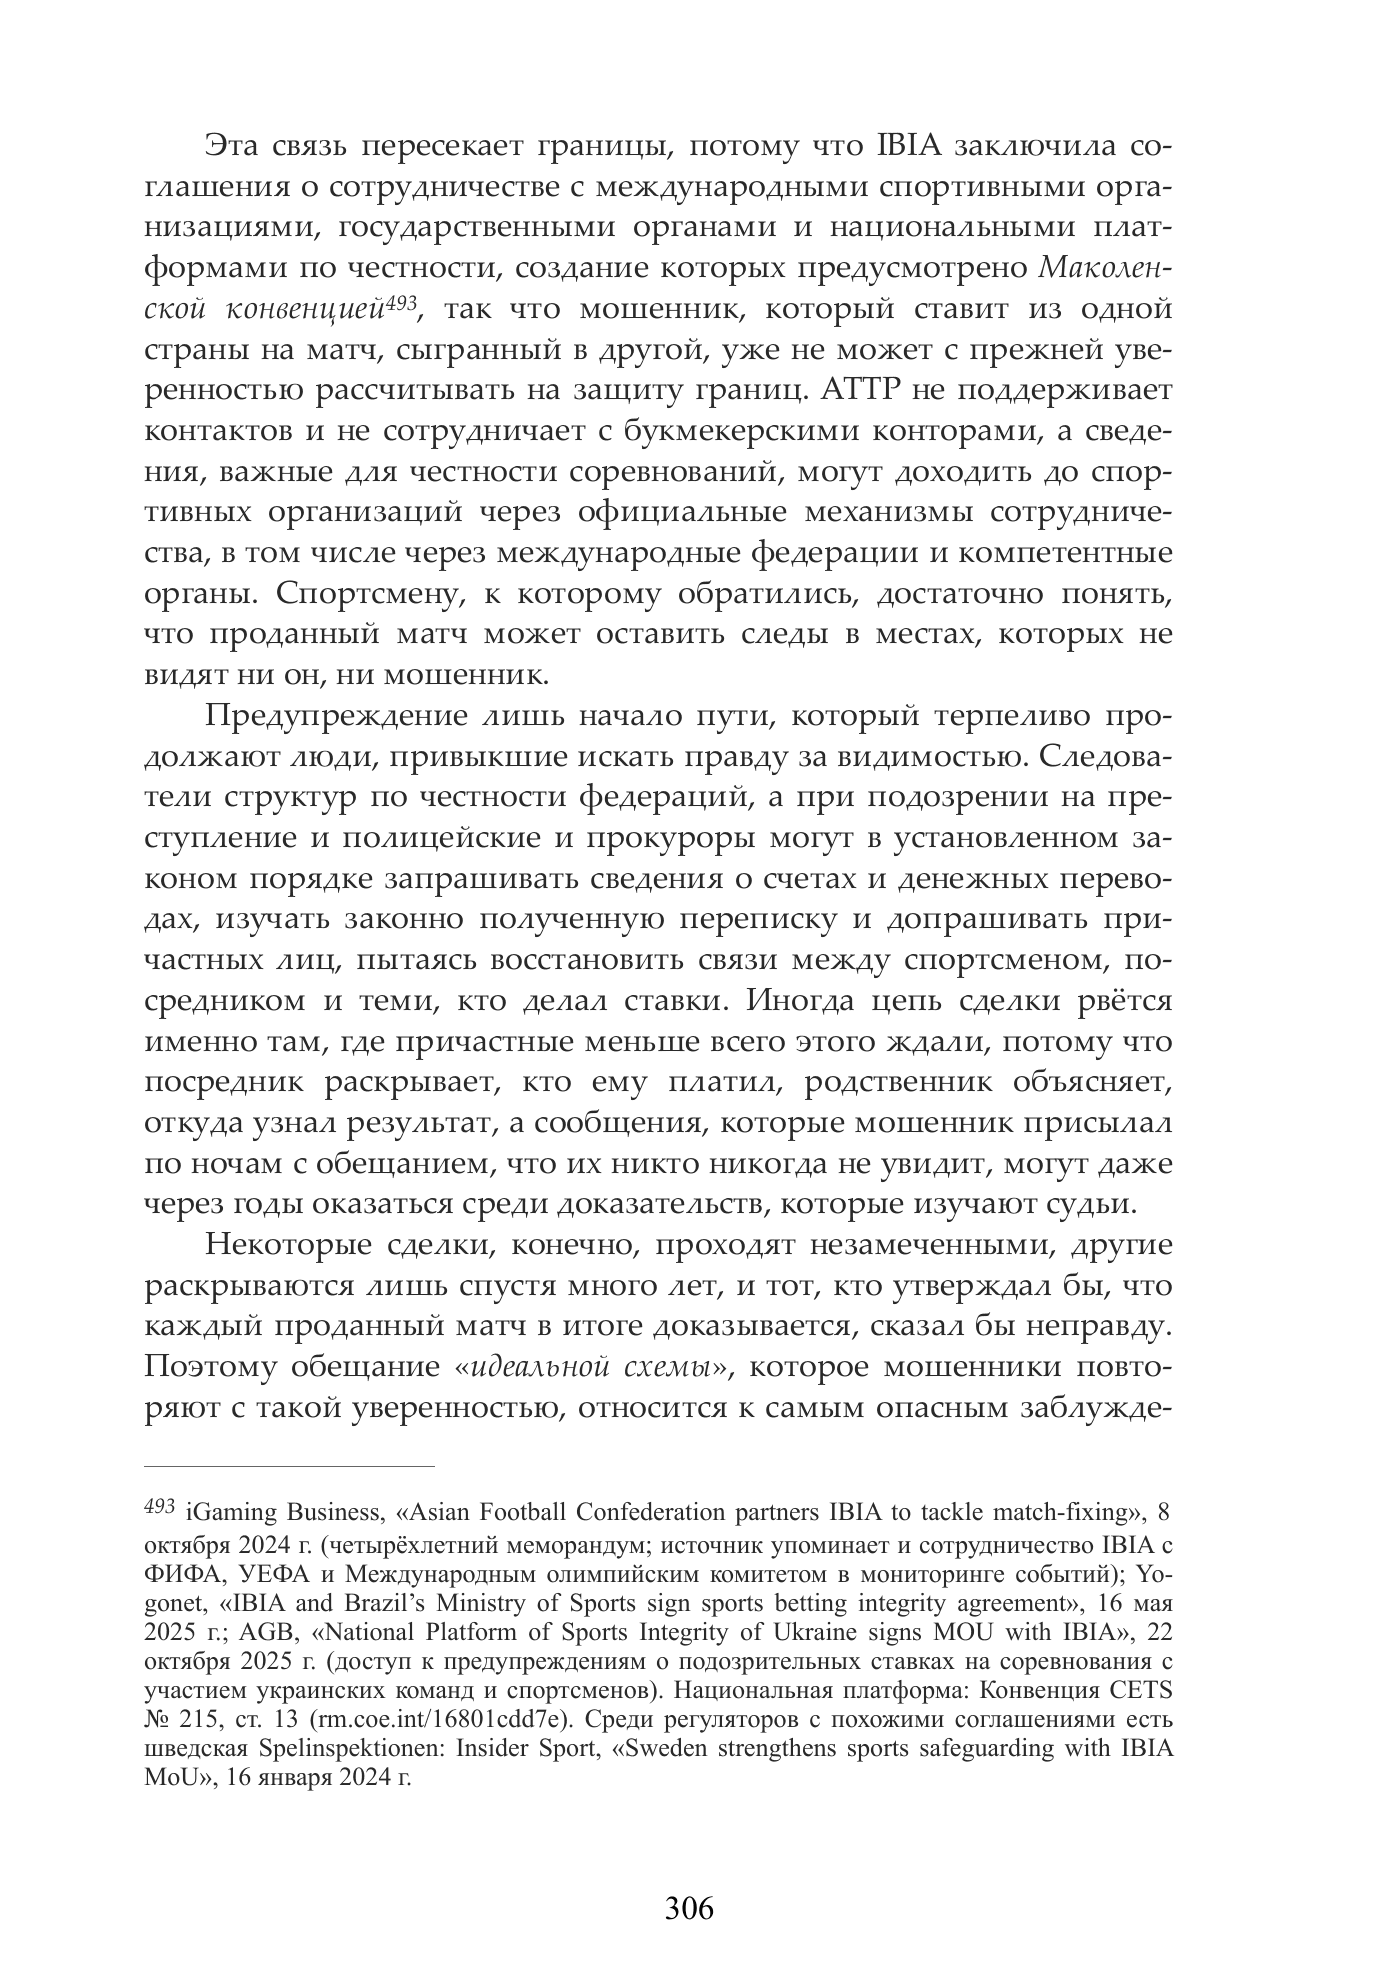 Эта связь пересекает границы, потому что IBIA заключила со-
глашения о сотрудничестве с международными спортивными орга-
низациями, государственными органами и национальными плат-
формами по честности, создание которых предусмотрено Маколен-
ской конвенцией493, так что мошенник, который ставит из одной
страны на матч, сыгранный в другой, уже не может с прежней уве-
ренностью рассчитывать на защиту границ. ATTP не поддерживает
контактов и не сотрудничает с букмекерскими конторами, а сведе-
ния, важные для честности соревнований, могут доходить до спор-
тивных организаций через официальные механизмы сотрудниче-
ства, в том числе через международные федерации и компетентные
органы. Спортсмену, к которому обратились, достаточно понять,
что проданный матч может оставить следы в местах, которых не
видят ни он, ни мошенник.
Предупреждение лишь начало пути, который терпеливо про-
должают люди, привыкшие искать правду за видимостью. Следова-
тели структур по честности федераций, а при подозрении на пре-
ступление и полицейские и прокуроры могут в установленном за-
коном порядке запрашивать сведения о счетах и денежных перево-
дах, изучать законно полученную переписку и допрашивать при-
частных лиц, пытаясь восстановить связи между спортсменом, по-
средником и теми, кто делал ставки. Иногда цепь сделки рвётся
именно там, где причастные меньше всего этого ждали, потому что
посредник раскрывает, кто ему платил, родственник объясняет,
откуда узнал результат, а сообщения, которые мошенник присылал
по ночам с обещанием, что их никто никогда не увидит, могут даже
через годы оказаться среди доказательств, которые изучают судьи.
Некоторые сделки, конечно, проходят незамеченными, другие
раскрываются лишь спустя много лет, и тот, кто утверждал бы, что
каждый проданный матч в итоге доказывается, сказал бы неправду.
Поэтому обещание «идеальной схемы», которое мошенники повто-
ряют с такой уверенностью, относится к самым опасным заблужде-
493 iGaming Business, «Asian Football Confederation partners IBIA to tackle match-fixing», 8
октября 2024 г. (четырёхлетний меморандум; источник упоминает и сотрудничество IBIA с
ФИФА, УЕФА и Международным олимпийским комитетом в мониторинге событий); Yo-
gonet, «IBIA and Brazil’s Ministry of Sports sign sports betting integrity agreement», 16 мая
2025 г.; AGB, «National Platform of Sports Integrity of Ukraine signs MOU with IBIA», 22
октября 2025 г. (доступ к предупреждениям о подозрительных ставках на соревнования с
участием украинских команд и спортсменов). Национальная платформа: Конвенция CETS
№ 215, ст. 13 (rm.coe.int/16801cdd7e). Среди регуляторов с похожими соглашениями есть
шведская Spelinspektionen: Insider Sport, «Sweden strengthens sports safeguarding with IBIA
MoU», 16 января 2024 г.
306